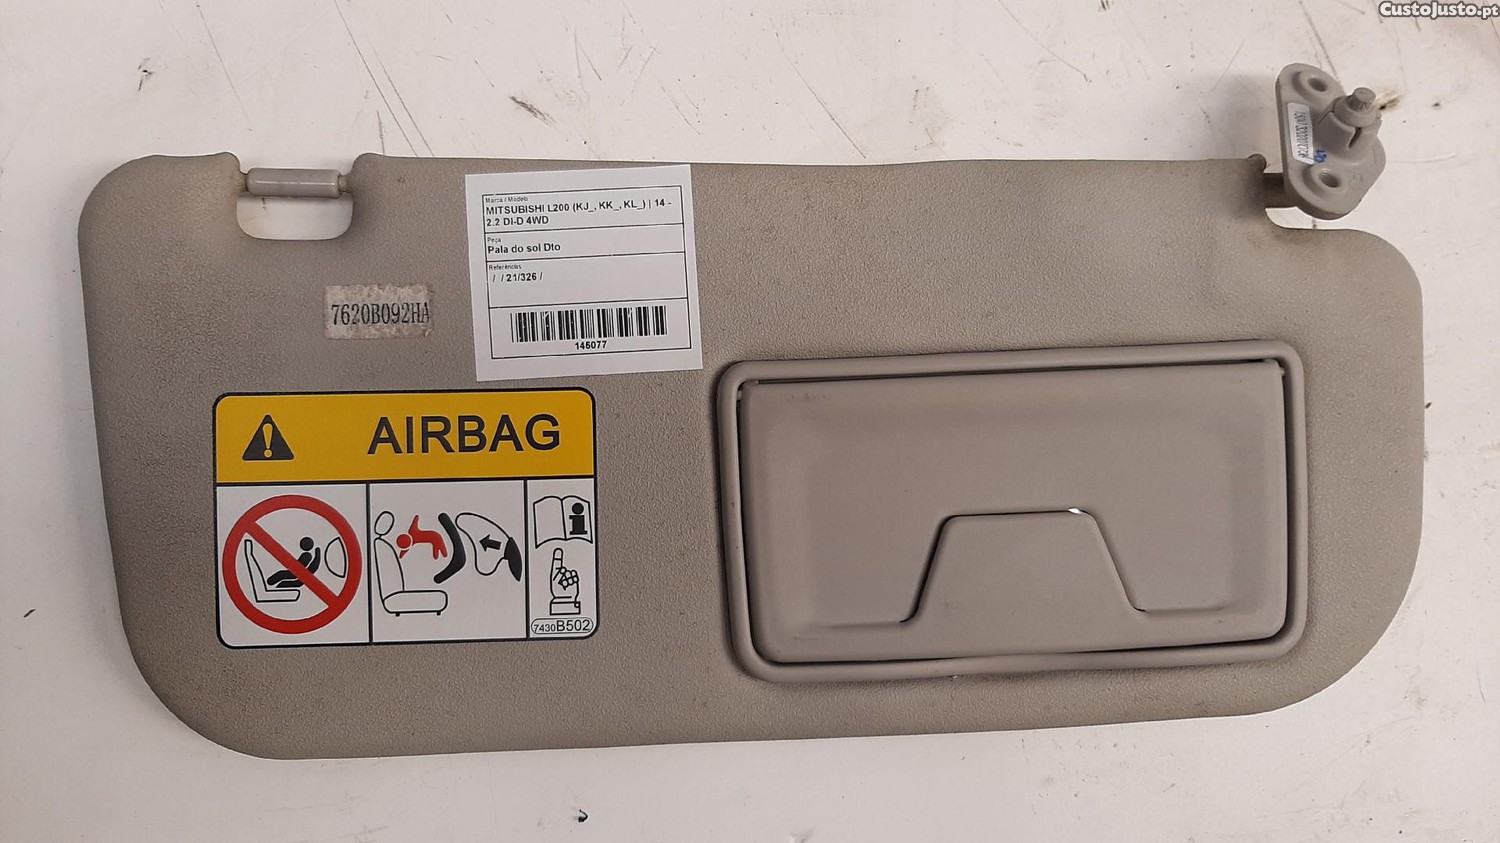 CustoJusto.pt
Marca / Modelo
MITSUBISHI L200 (KJ_, KK_, KL_) | 14 -
2.2 DI-D 4WD
Peça
Pala do sol Dto
Referências
/ / 21/326 /
145077
7620B092HA
AIRBAG
7430B502